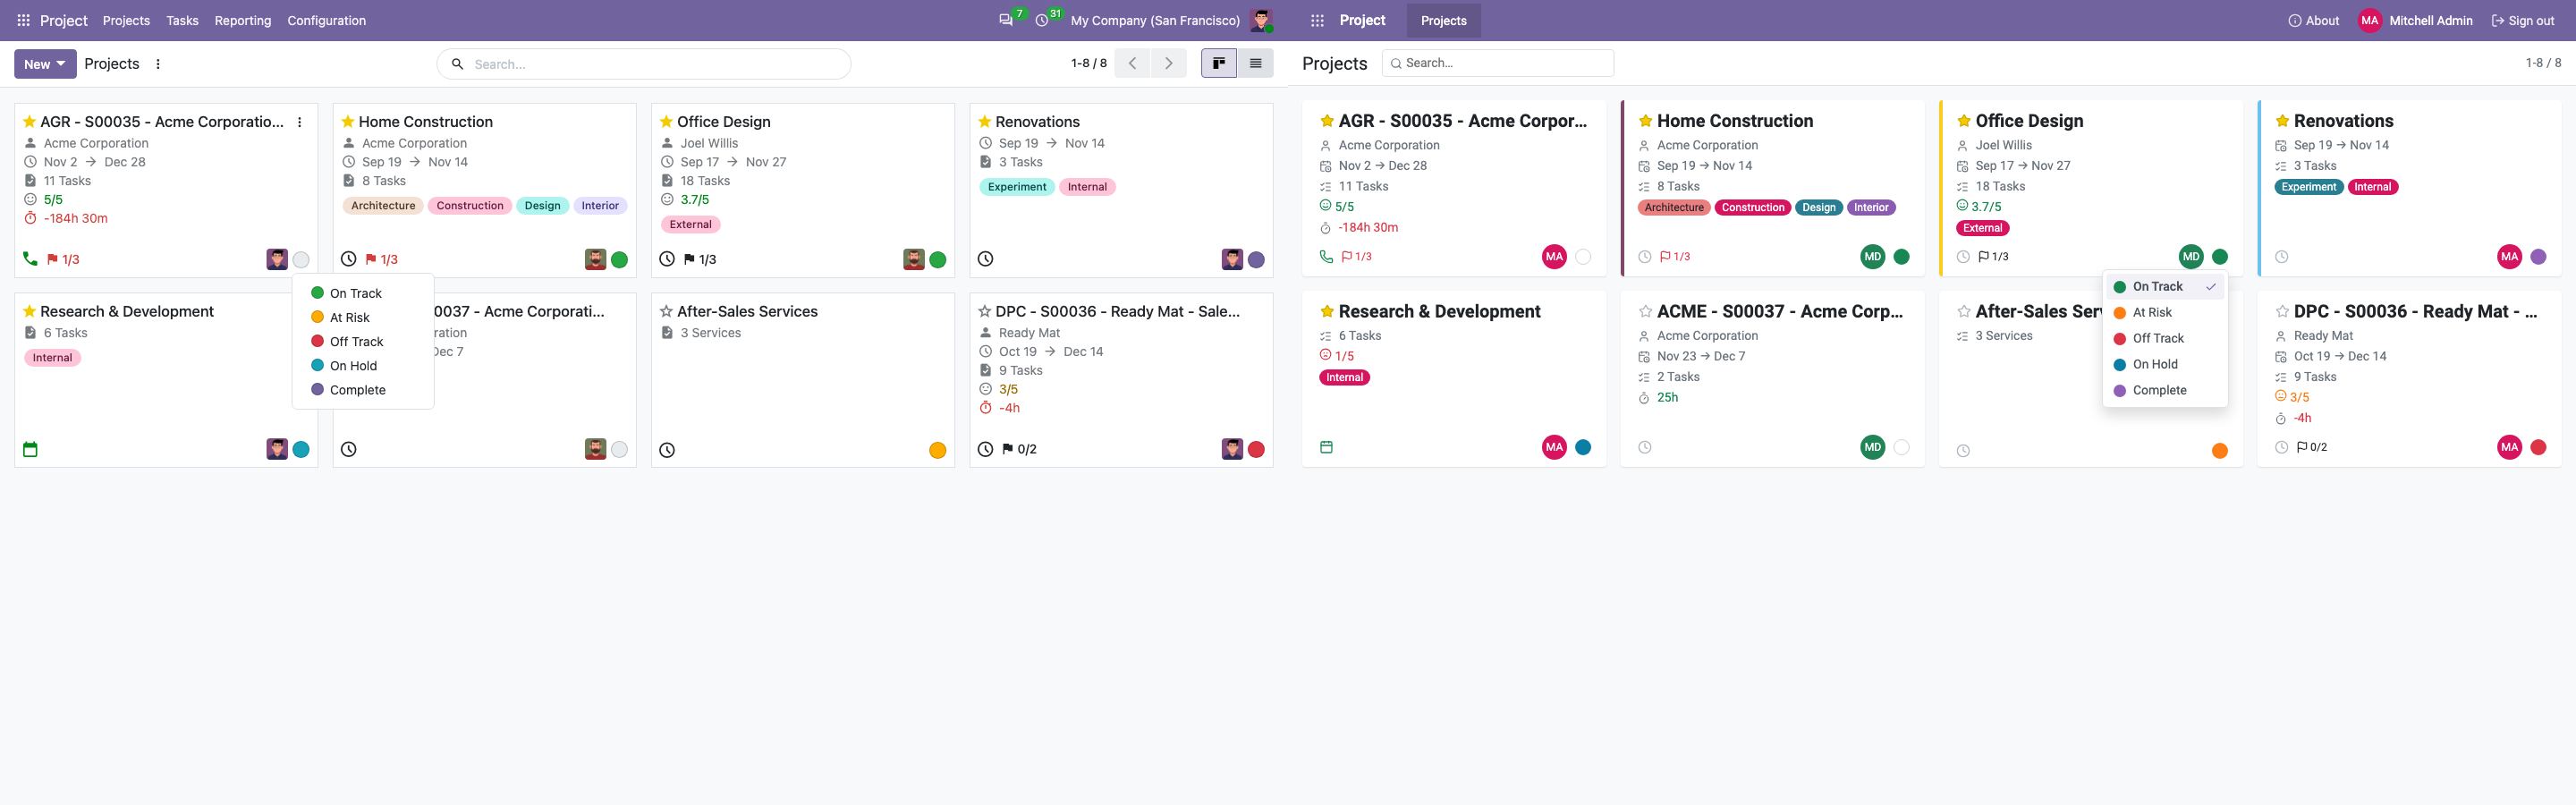 Project Projects Tasks Reporting Configuration
7 31 My Company (San Francisco)
New Projects
Search...
1-8 / 8
AGR - S00035 - Acme Corporatio...
Acme Corporation
Nov 2 → Dec 28
11 Tasks
5/5
-184h 30m
1/3
Home Construction
Acme Corporation
Sep 19 → Nov 14
8 Tasks
Architecture Construction Design Interior
1/3
Office Design
Joel Willis
Sep 17 → Nov 27
18 Tasks
3.7/5
External
1/3
Renovations
Sep 19 → Nov 14
3 Tasks
Experiment Internal
On Track
At Risk
Off Track
On Hold
Complete
Research & Development
6 Tasks
Internal
037 - Acme Corporati...
ration
Dec 7
After-Sales Services
3 Services
DPC - S00036 - Ready Mat - Sale...
Ready Mat
Oct 19 → Dec 14
9 Tasks
3/5
-4h
0/2
Project Projects
About MA Mitchell Admin Sign out
Projects
Search...
1-8 / 8
AGR - S00035 - Acme Corpor...
Acme Corporation
Nov 2 → Dec 28
11 Tasks
5/5
-184h 30m
1/3 MA
Home Construction
Acme Corporation
Sep 19 → Nov 14
8 Tasks
Architecture Construction Design Interior
1/3 MD
Office Design
Joel Willis
Sep 17 → Nov 27
18 Tasks
3.7/5
External
1/3 MD
Renovations
Sep 19 → Nov 14
3 Tasks
Experiment Internal
MA
On Track
At Risk
Off Track
On Hold
Complete
Research & Development
6 Tasks
1/5
Internal
MA
ACME - S00037 - Acme Corp...
Acme Corporation
Nov 23 → Dec 7
2 Tasks
25h
MD
After-Sales Ser
3 Services
DPC - S00036 - Ready Mat - ...
Ready Mat
Oct 19 → Dec 14
9 Tasks
3/5
-4h
0/2 MA